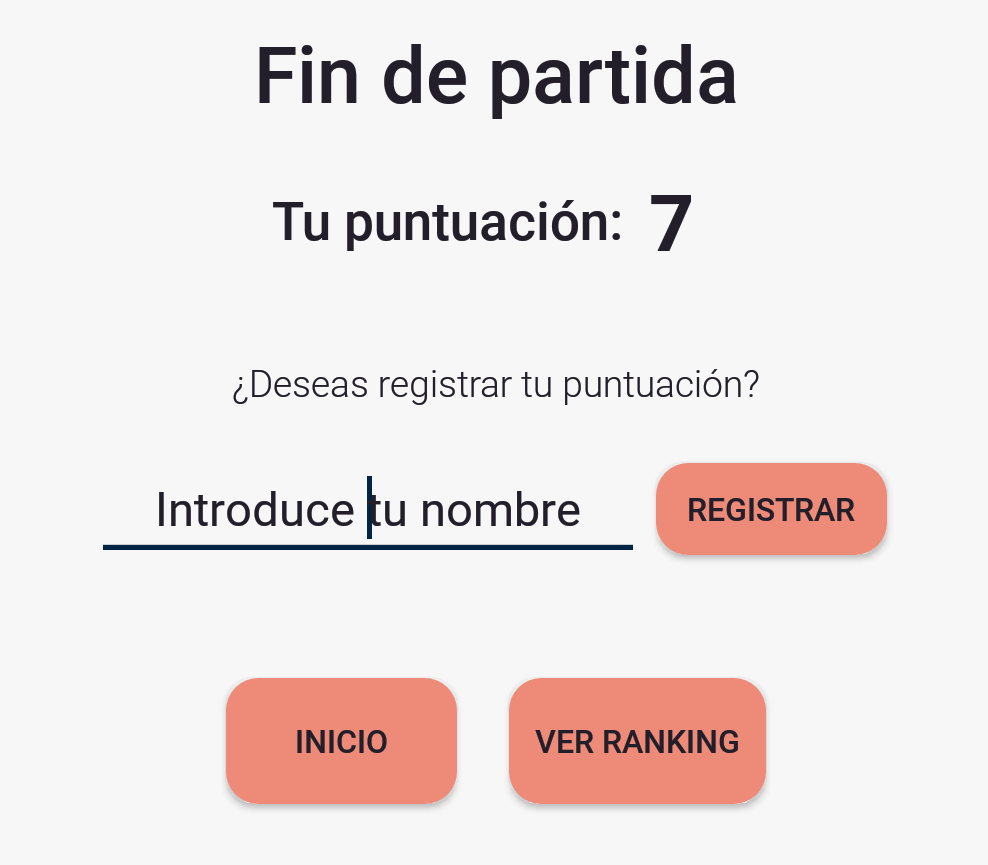 Fin de partida
Tu puntuación: 7
¿Deseas registrar tu puntuación?
Introduce tu nombre
REGISTRAR
INICIO
VER RANKING